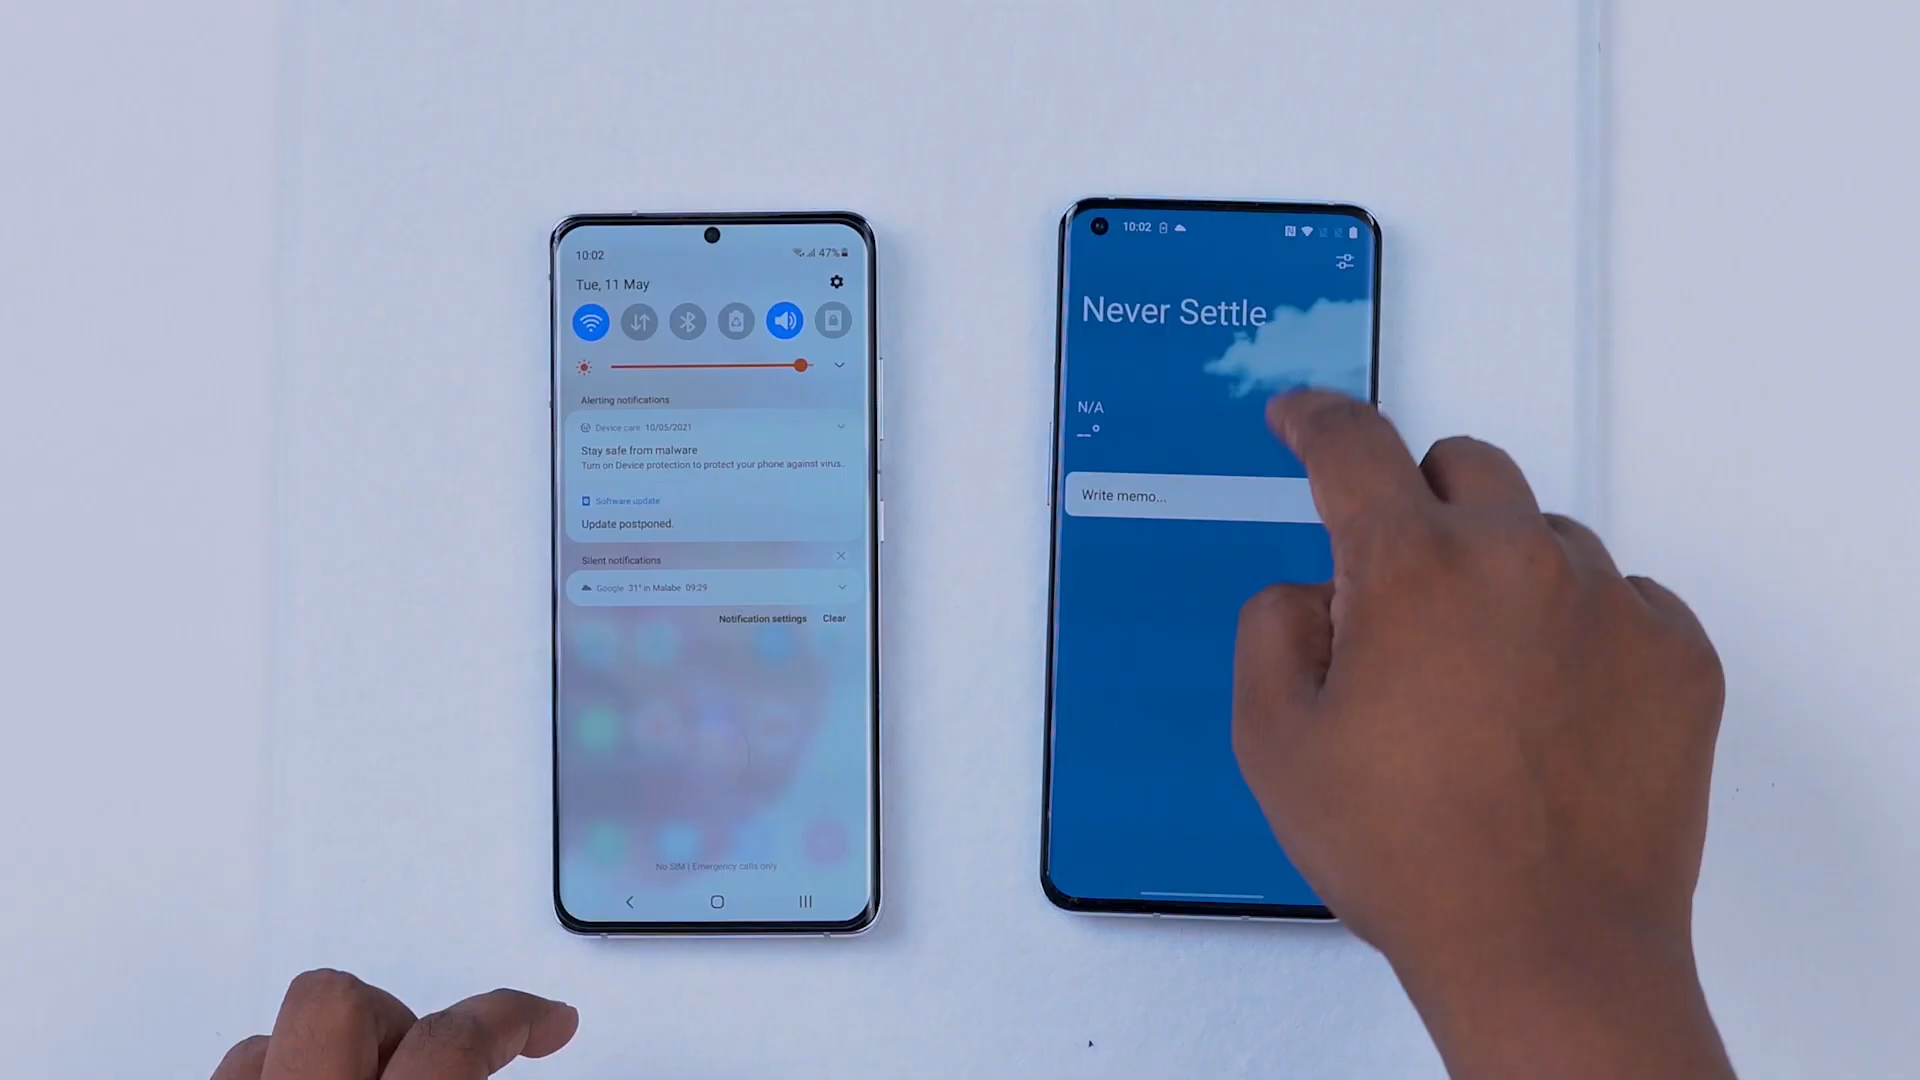 10:02
47%
Tue, 11 May
Alerting notifications
Device care 10/05/2021
Stay safe from malware
Turn on Device protection to protect your phone against virus..
Software update
Update postponed.
Silent notifications
Google 31° in Malabe 09:29
Notification settings Clear
No SIM | Emergency calls only
10:02
Never Settle
N/A
__°
Write memo...